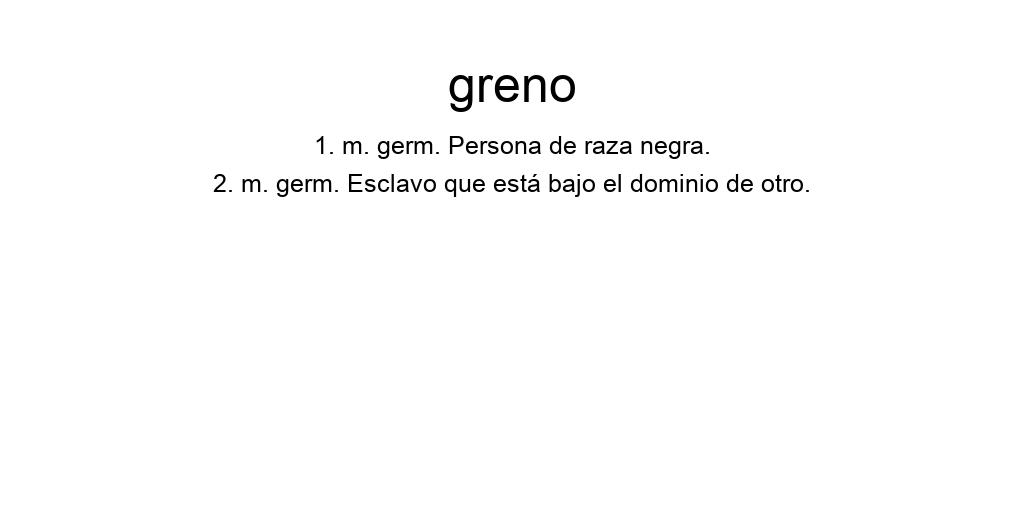 greno
1. m. germ. Persona de raza negra.
2. m. germ. Esclavo que está bajo el dominio de otro.